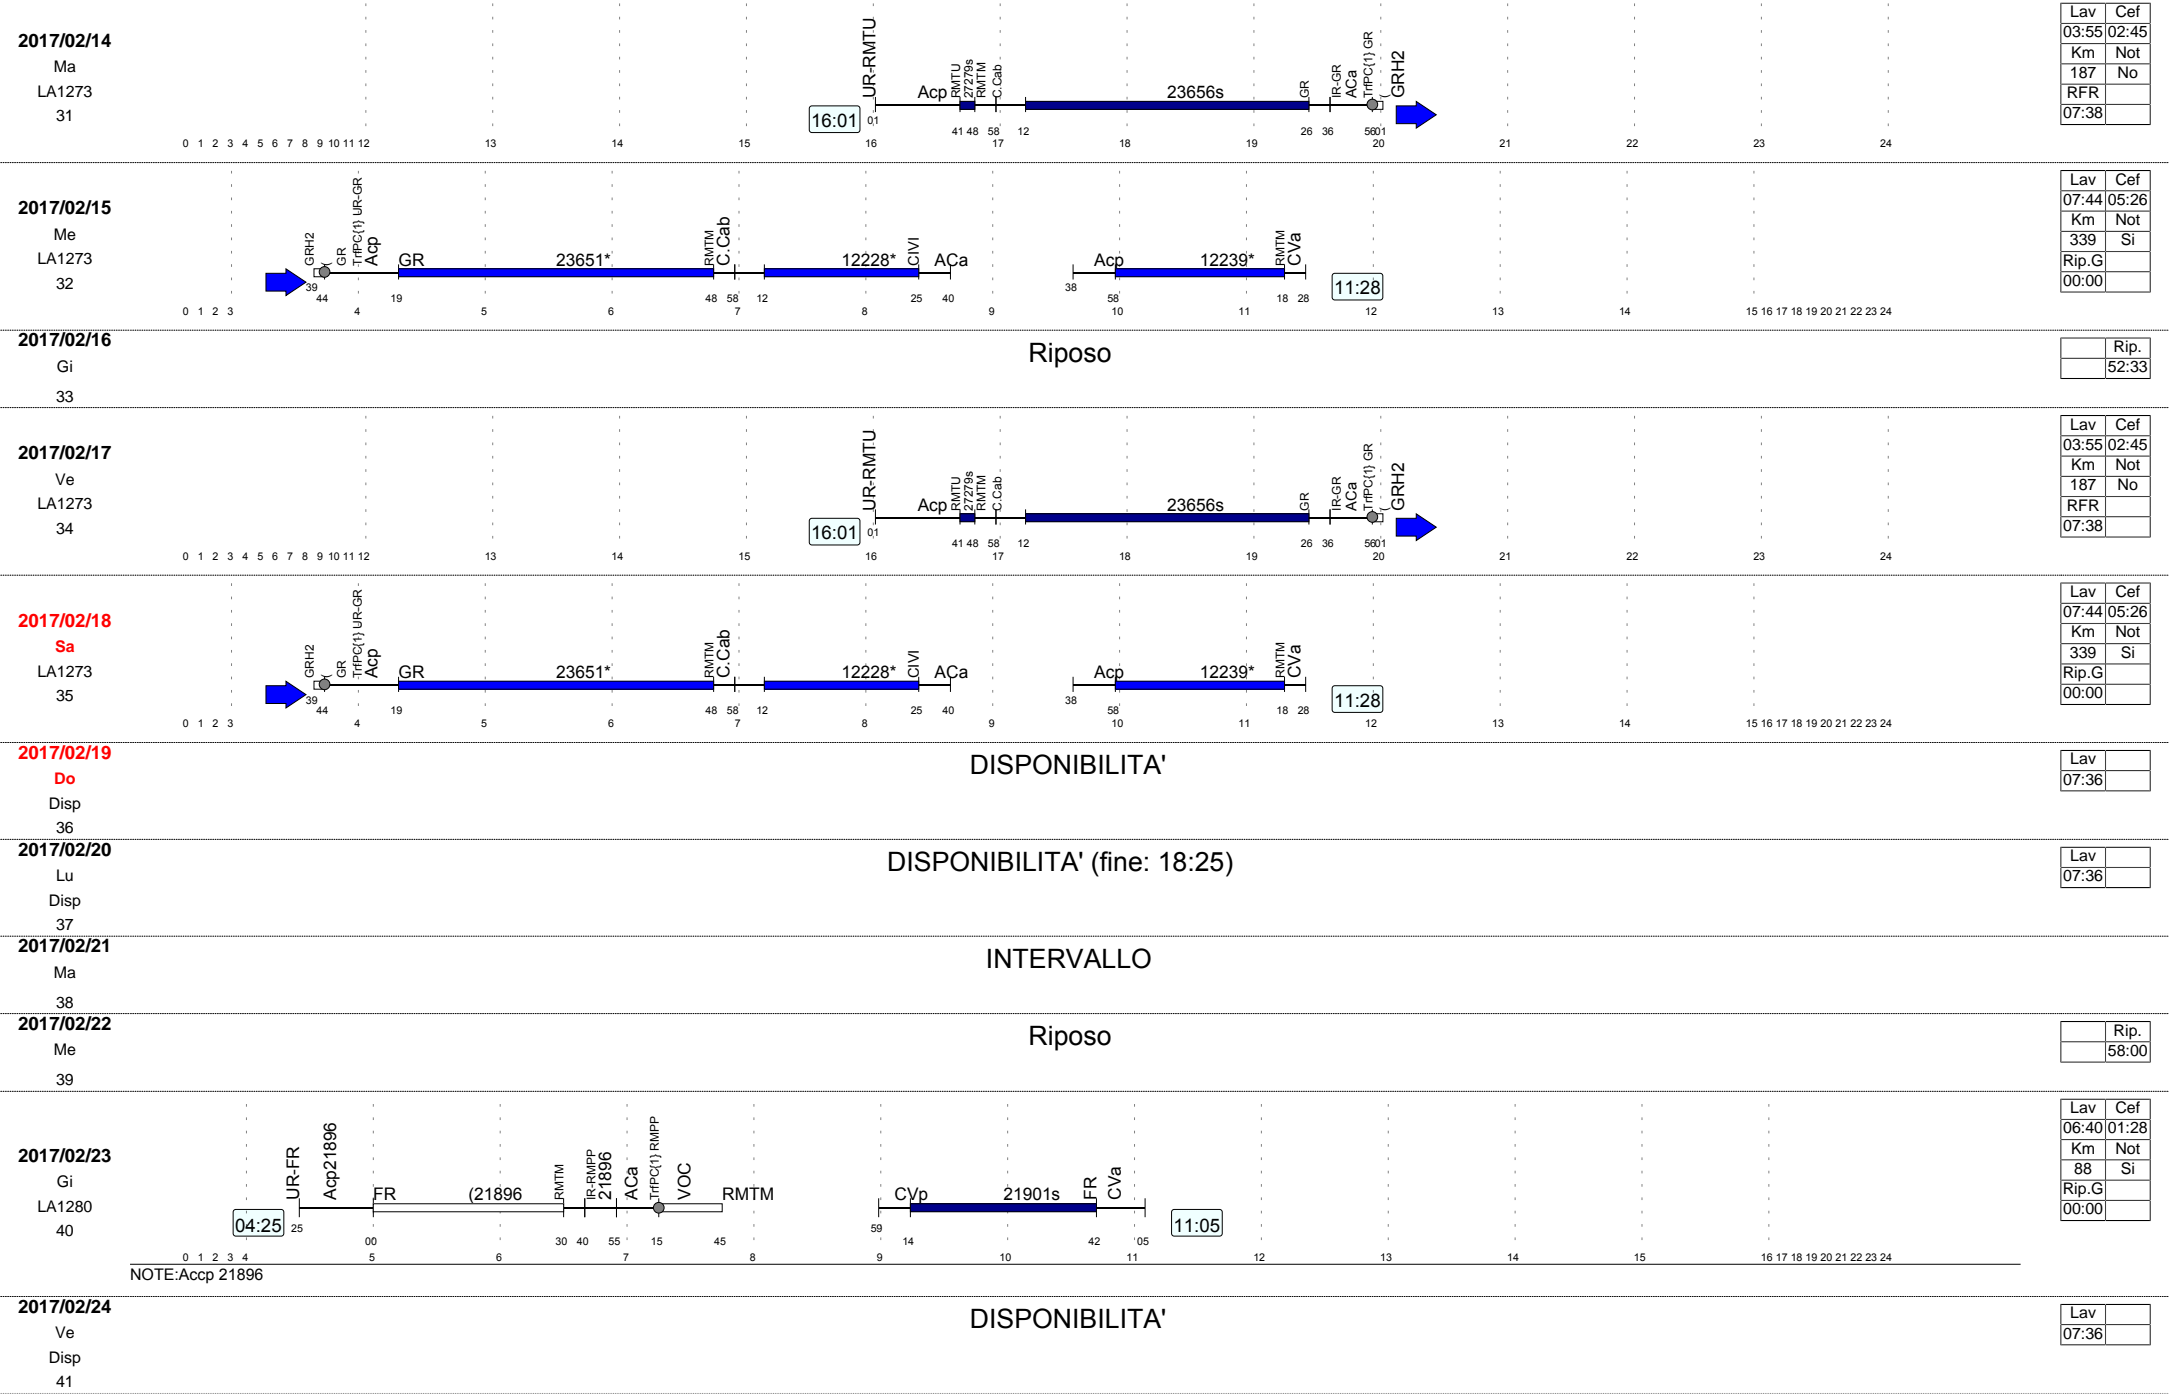 2017/02/14
Ma
LA1273
31
16:01
UR-RMTU Acp RMTU 27279s RMTM C.Cab 23656s GR IR-GR ACa TrfPC{1} GR ( GRH2
01 41 48 58 12 26 36 56 01
0 1 2 3 4 5 6 7 8 9 10 11 12 13 14 15 16 17 18 19 20 21 22 23 24
Lav Cef
03:55 02:45
Km Not
187 No
RFR
07:38
2017/02/15
Me
LA1273
32
GRH2 ( GR TrfPC{1} UR-GR Acp GR 23651* RMTM C.Cab 12228* CIVI ACa Acp 12239* RMTM CVa
11:28
39 44 19 48 58 12 25 40 38 58 18 28
0 1 2 3 4 5 6 7 8 9 10 11 12 13 14 15 16 17 18 19 20 21 22 23 24
Lav Cef
07:44 05:26
Km Not
339 Si
Rip.G
00:00
2017/02/16
Gi
33
Riposo
Rip.
52:33
2017/02/17
Ve
LA1273
34
16:01
UR-RMTU Acp RMTU 27279s RMTM C.Cab 23656s GR IR-GR ACa TrfPC{1} GR ( GRH2
01 41 48 58 12 26 36 56 01
0 1 2 3 4 5 6 7 8 9 10 11 12 13 14 15 16 17 18 19 20 21 22 23 24
Lav Cef
03:55 02:45
Km Not
187 No
RFR
07:38
2017/02/18
Sa
LA1273
35
GRH2 ( GR TrfPC{1} UR-GR Acp GR 23651* RMTM C.Cab 12228* CIVI ACa Acp 12239* RMTM CVa
11:28
39 44 19 48 58 12 25 40 38 58 18 28
0 1 2 3 4 5 6 7 8 9 10 11 12 13 14 15 16 17 18 19 20 21 22 23 24
Lav Cef
07:44 05:26
Km Not
339 Si
Rip.G
00:00
2017/02/19
Do
Disp
36
DISPONIBILITA'
Lav
07:36
2017/02/20
Lu
Disp
37
DISPONIBILITA' (fine: 18:25)
Lav
07:36
2017/02/21
Ma
38
INTERVALLO
2017/02/22
Me
39
Riposo
Rip.
58:00
2017/02/23
Gi
LA1280
40
04:25
UR-FR Acp21896 FR (21896 RMTM IR-RMPP 21896 ACa TrfPC{1} RMPP VOC RMTM CVp 21901s FR CVa
11:05
25 00 30 40 55 15 45 59 14 42 05
0 1 2 3 4 5 6 7 8 9 10 11 12 13 14 15 16 17 18 19 20 21 22 23 24
NOTE:Accp 21896
Lav Cef
06:40 01:28
Km Not
88 Si
Rip.G
00:00
2017/02/24
Ve
Disp
41
DISPONIBILITA'
Lav
07:36